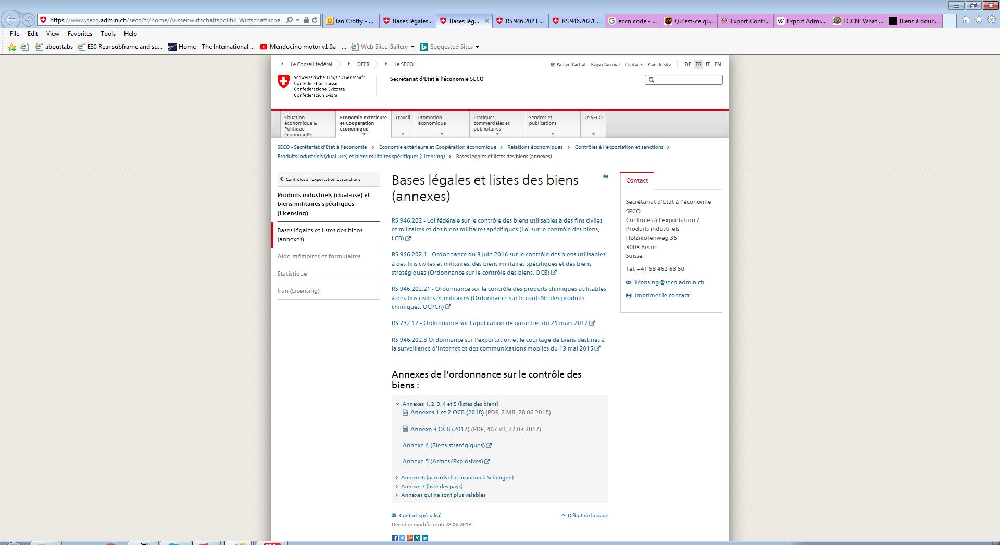 https://www.seco.admin.ch/seco/fr/home/Aussenwirtschaftspolitik_Wirtschaftliche_
Ian Crotty - ...
Bases légales...
Bases lég...
RS 946.202 L...
RS 946.202.1 ...
eccn code - ...
Qu'est-ce qu...
Export Contr...
Export Admi...
ECCN: What ...
Biens à doub...
File Edit View Favorites Tools Help
abouttabs
E30 Rear subframe and su...
Home - The International ...
Mendocino motor v1.0a - ...
Web Slice Gallery
Suggested Sites
Le Conseil fédéral
DEFR
Le SECO
Panier d'achat
Page d'accueil
Contacts
Plan du site
DE FR IT EN
Schweizerische Eidgenossenschaft
Confédération suisse
Confederazione Svizzera
Confederaziun svizra
Secrétariat d'Etat à l'économie SECO
Situation
économique &
Politique
économique
Economie extérieure
et Coopération
économique
Travail
Promotion
économique
Pratiques
commerciales et
publicitaires
Services et
publications
Le SECO
SECO - Secrétariat d'Etat à l'économie > Economie extérieure et Coopération économique > Relations économiques > Contrôles à l'exportation et sanctions >
Produits industriels (dual-use) et biens militaires spécifiques (Licensing) > Bases légales et listes des biens (annexes)
Contrôles à l'exportation et sanctions
Produits industriels (dual-use) et
biens militaires spécifiques
(Licensing)
Bases légales et listes des biens
(annexes)
Aide-mémoires et formulaires
Statistique
Iran (Licensing)
Bases légales et listes des biens
(annexes)
RS 946.202 - Loi fédérale sur le contrôle des biens utilisables à des fins civiles
et militaires et des biens militaires spécifiques (Loi sur le contrôle des biens,
LCB)
RS 946.202.1 - Ordonnance du 3 juin 2016 sur le contrôle des biens utilisables
à des fins civiles et militaires, des biens militaires spécifiques et des biens
stratégiques (Ordonnance sur le contrôle des biens, OCB)
RS 946.202.21 - Ordonnance sur le contrôle des produits chimiques utilisables
à des fins civiles et militaires (Ordonnance sur le contrôle des produits
chimiques, OCPCh)
RS 732.12 - Ordonnance sur l'application de garanties du 21 mars 2012
RS 946.202.3 Ordonnance sur l'exportation et le courtage de biens destinés à
la surveillance d'Internet et des communications mobiles du 13 mai 2015
Annexes de l'ordonnance sur le contrôle des
biens :
Annexes 1, 2, 3, 4 et 5 (listes des biens)
Annexes 1 et 2 OCB (2018) (PDF, 2 MB, 28.06.2018)
Annexe 3 OCB (2017) (PDF, 407 kB, 27.03.2017)
Annexe 4 (Biens stratégiques)
Annexe 5 (Armes/Explosives)
Annexe 6 (accords d'association à Schengen)
Annexe 7 (liste des pays)
Annexes qui ne sont plus valables
Contact spécialisé
Début de la page
Dernière modification 28.06.2018
Contact
Secrétariat d'Etat à l'économie
SECO
Contrôles à l'exportation /
Produits industriels
Holzikofenweg 36
3003 Berne
Suisse
Tél. +41 58 462 68 50
licensing@seco.admin.ch
Imprimer le contact